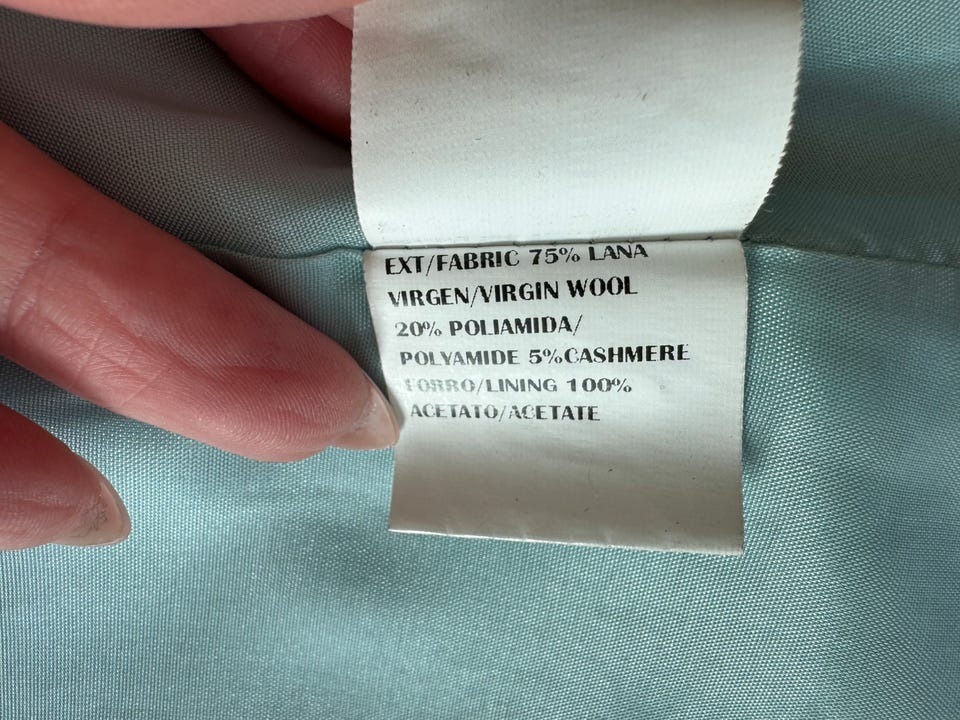 EXT/FABRIC 75% LANA
VIRGEN/VIRGIN WOOL
20% POLIAMIDA/
POLYAMIDE 5%CASHMERE
FORRO/LINING 100%
ACETATO/ACETATE